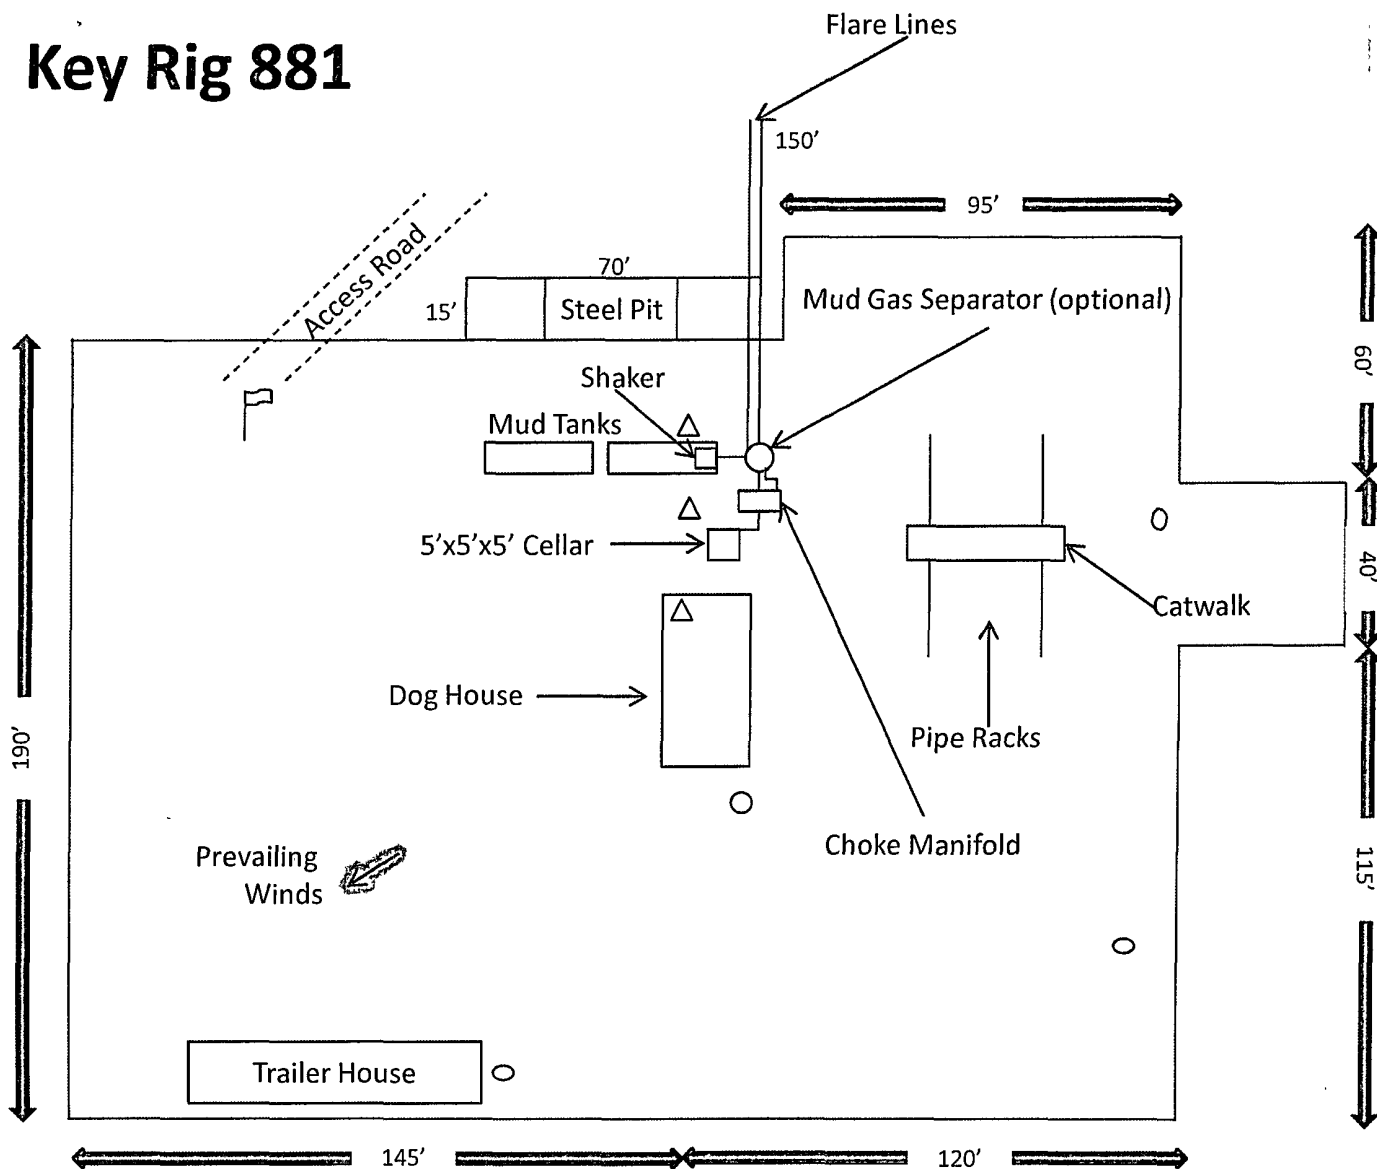 Flare Lines
Key Rig 881
150’
95’
Access Road
70’
15’
Steel Pit
Mud Gas Separator (optional)
60’
Shaker
Mud Tanks
5’x5’x5’ Cellar
40’
Catwalk
Dog House
190’
Pipe Racks
Choke Manifold
Prevailing
Winds
115’
Trailer House
145’
120’